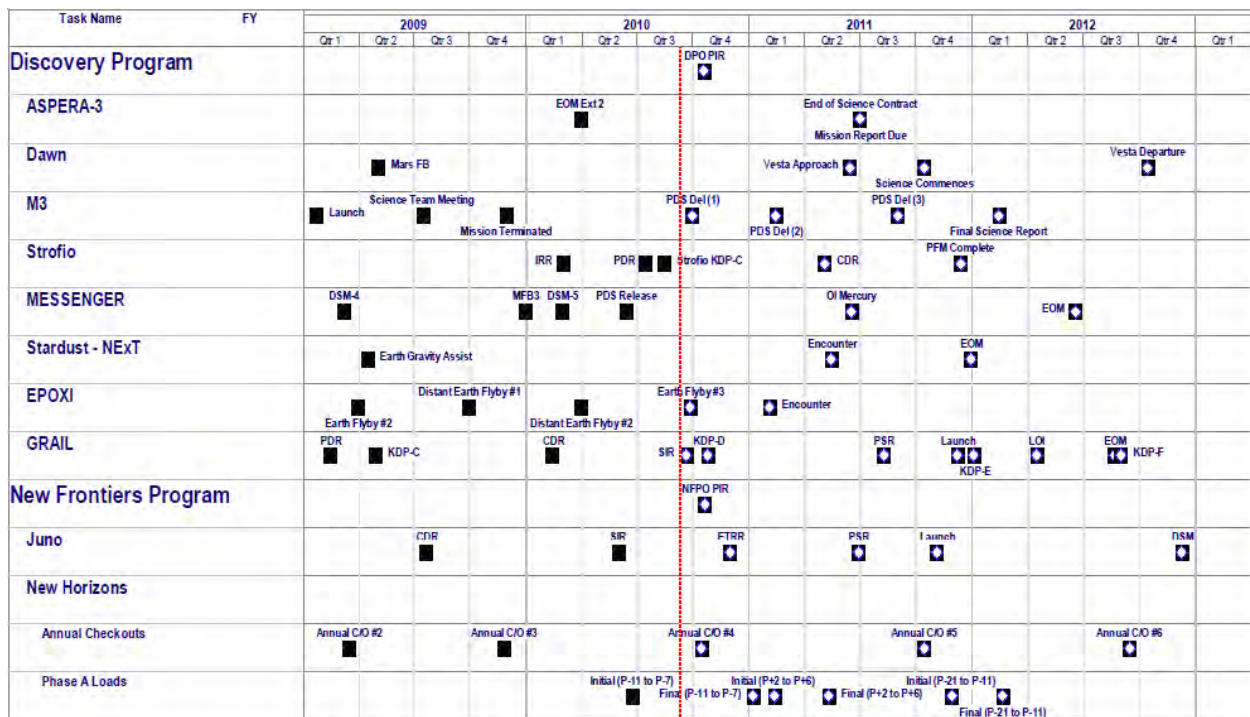 Task Name FY
2009 2010 2011 2012
Qtr 1 Qtr 2 Qtr 3 Qtr 4 Qtr 1 Qtr 2 Qtr 3 Qtr 4 Qtr 1 Qtr 2 Qtr 3 Qtr 4 Qtr 1 Qtr 2 Qtr 3 Qtr 4 Qtr 1
DPO PIR
Discovery Program
ASPERA-3
EOM Ext 2 End of Science Contract
Mission Report Due
Dawn
Vesta Departure
Mars FB Vesta Approach
Science Commences
M3
Science Team Meeting PDS Del (1) PDS Del (3)
Launch
Mission Terminated PDS Del (2) Final Science Report
Strofio
PFM Complete
IRR PDR Strofio KDP-C CDR
MESSENGER
DSM-4 MFB3 DSM-5 PDS Release OI Mercury
EOM
Stardust - NExT
Encounter EOM
Earth Gravity Assist
EPOXI
Distant Earth Flyby #1 Earth Flyby #3
Encounter
Earth Flyby #2 Distant Earth Flyby #2
GRAIL
PDR CDR KDP-D PSR Launch LOI EOM
KDP-C SIR KDP-F
KDP-E
NFPO PIR
New Frontiers Program
Juno
CDR SIR ETRR PSR Launch DSM
New Horizons
Annual Checkouts
Annual C/O #2 Annual C/O #3 Annual C/O #4 Annual C/O #5 Annual C/O #6
Phase A Loads
Initial (P-11 to P-7) Initial (P+2 to P+6) Initial (P-21 to P-11)
Final (P-11 to P-7) Final (P+2 to P+6)
Final (P-21 to P-11)